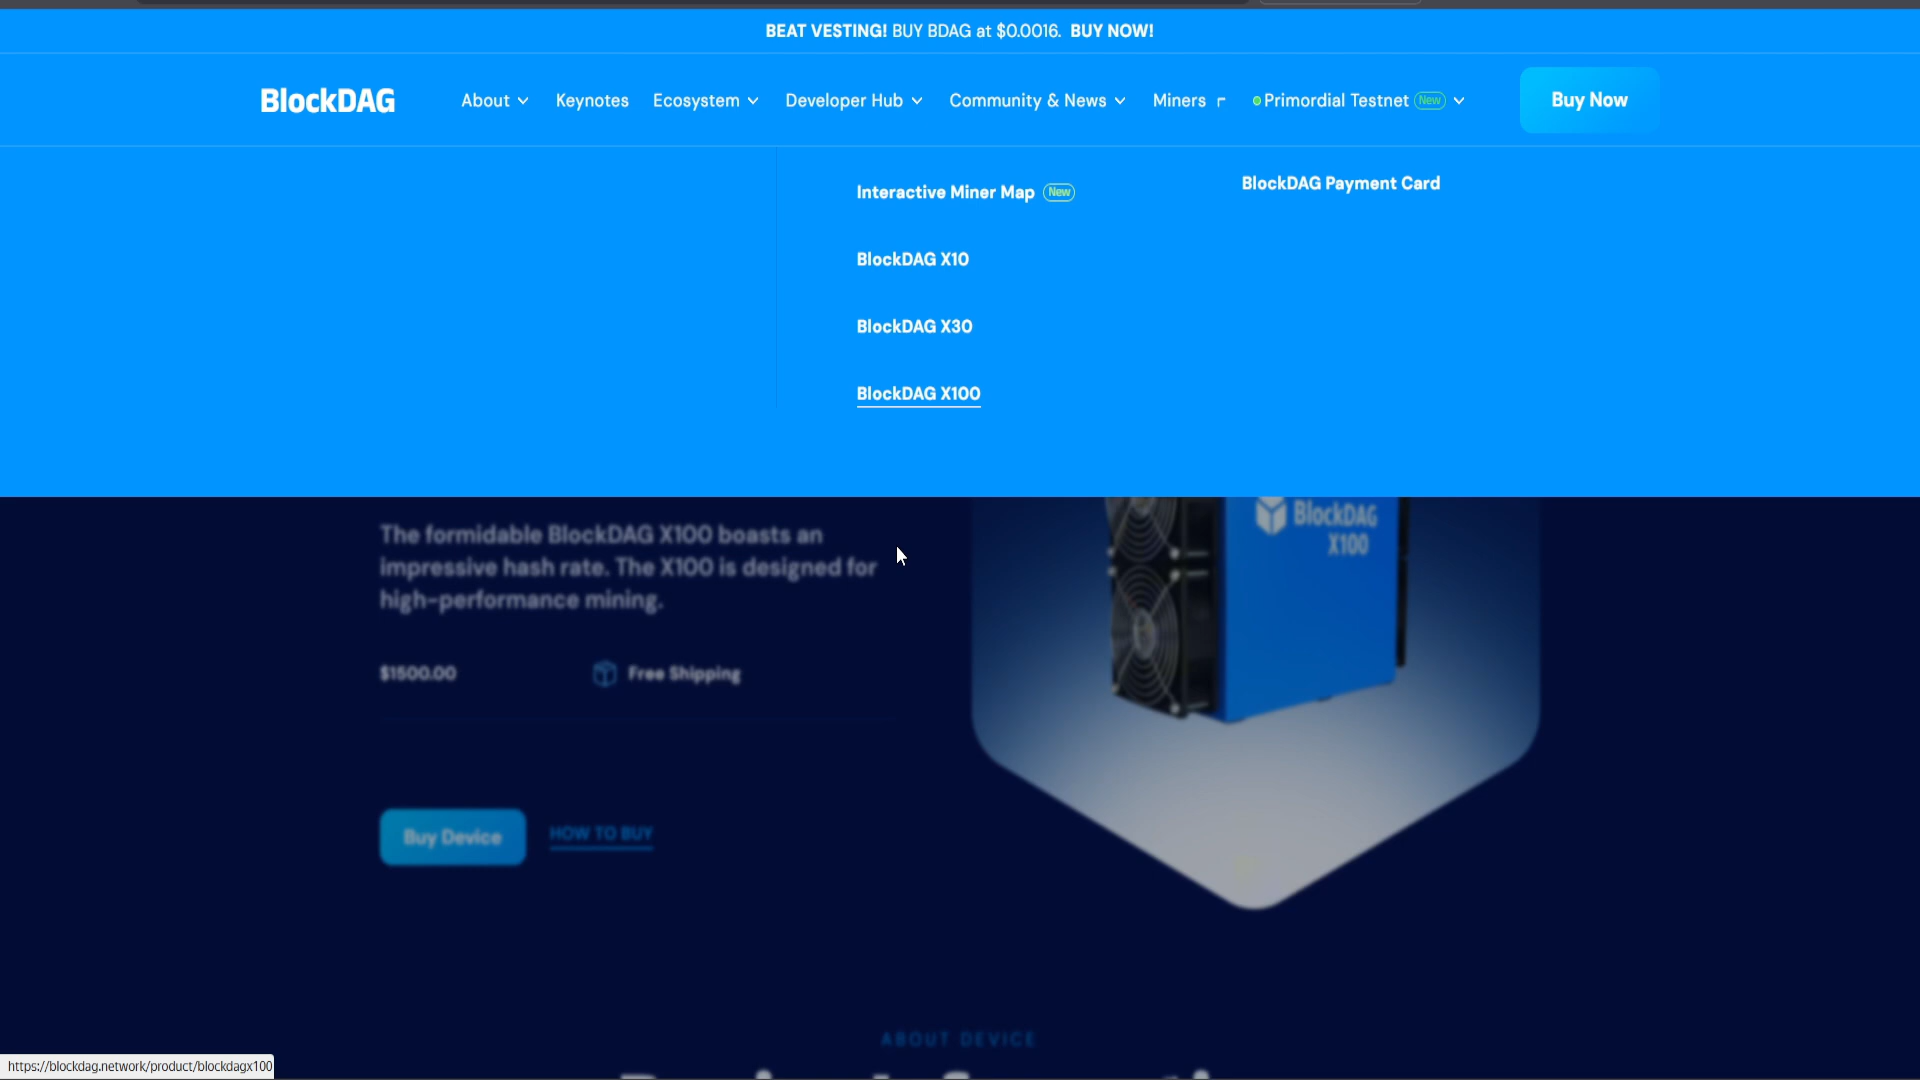 BEAT VESTING! BUY BDAG at $0.0016. BUY NOW!
BlockDAG About Keynotes Ecosystem Developer Hub Community & News Miners Primordial Testnet New Buy Now
Interactive Miner Map New
BlockDAG Payment Card
BlockDAG X10
BlockDAG X30
BlockDAG X100
BlockDAG
X100
The formidable BlockDAG X100 boasts an
impressive hash rate. The X100 is designed for
high-performance mining.
$1500.00 Free Shipping
Buy Device HOW TO BUY
ABOUT DEVICE
https://blockdag.network/product/blockdagx100